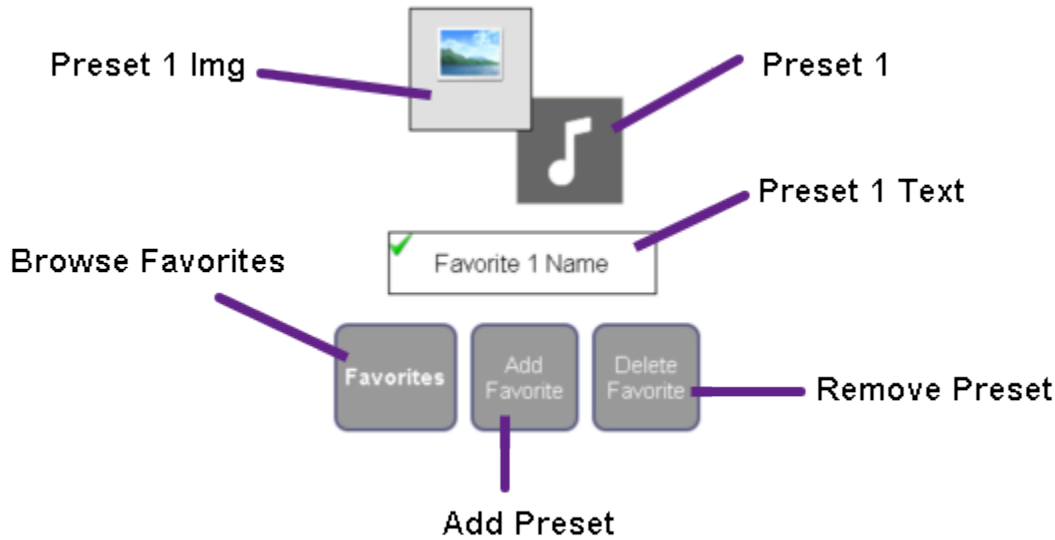 Preset 1 Img
Preset 1
Preset 1 Text
Browse Favorites
Favorite 1 Name
Favorites
Add
Favorite
Delete
Favorite
Remove Preset
Add Preset